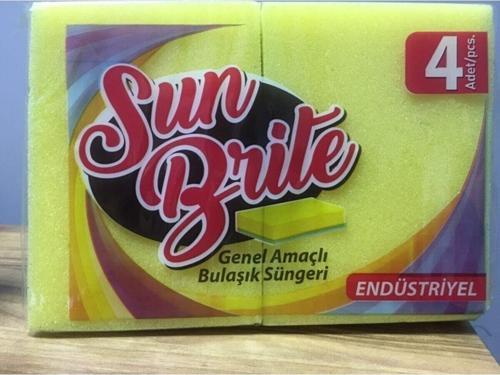 4
Adet/pcs.
Sun
Brite
Genel Amaçlı
Bulaşık Süngeri
ENDÜSTRİYEL